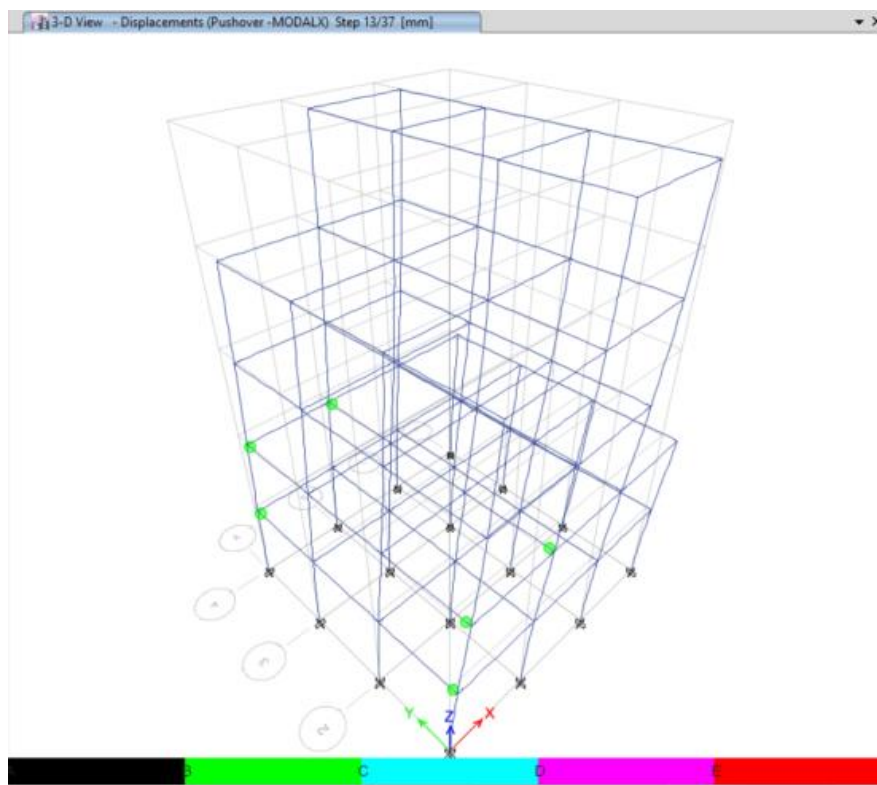 3-D View - Displacements (Pushover -MODALX) Step 13/37 [mm]
Y
Z
X
B
C
D
E